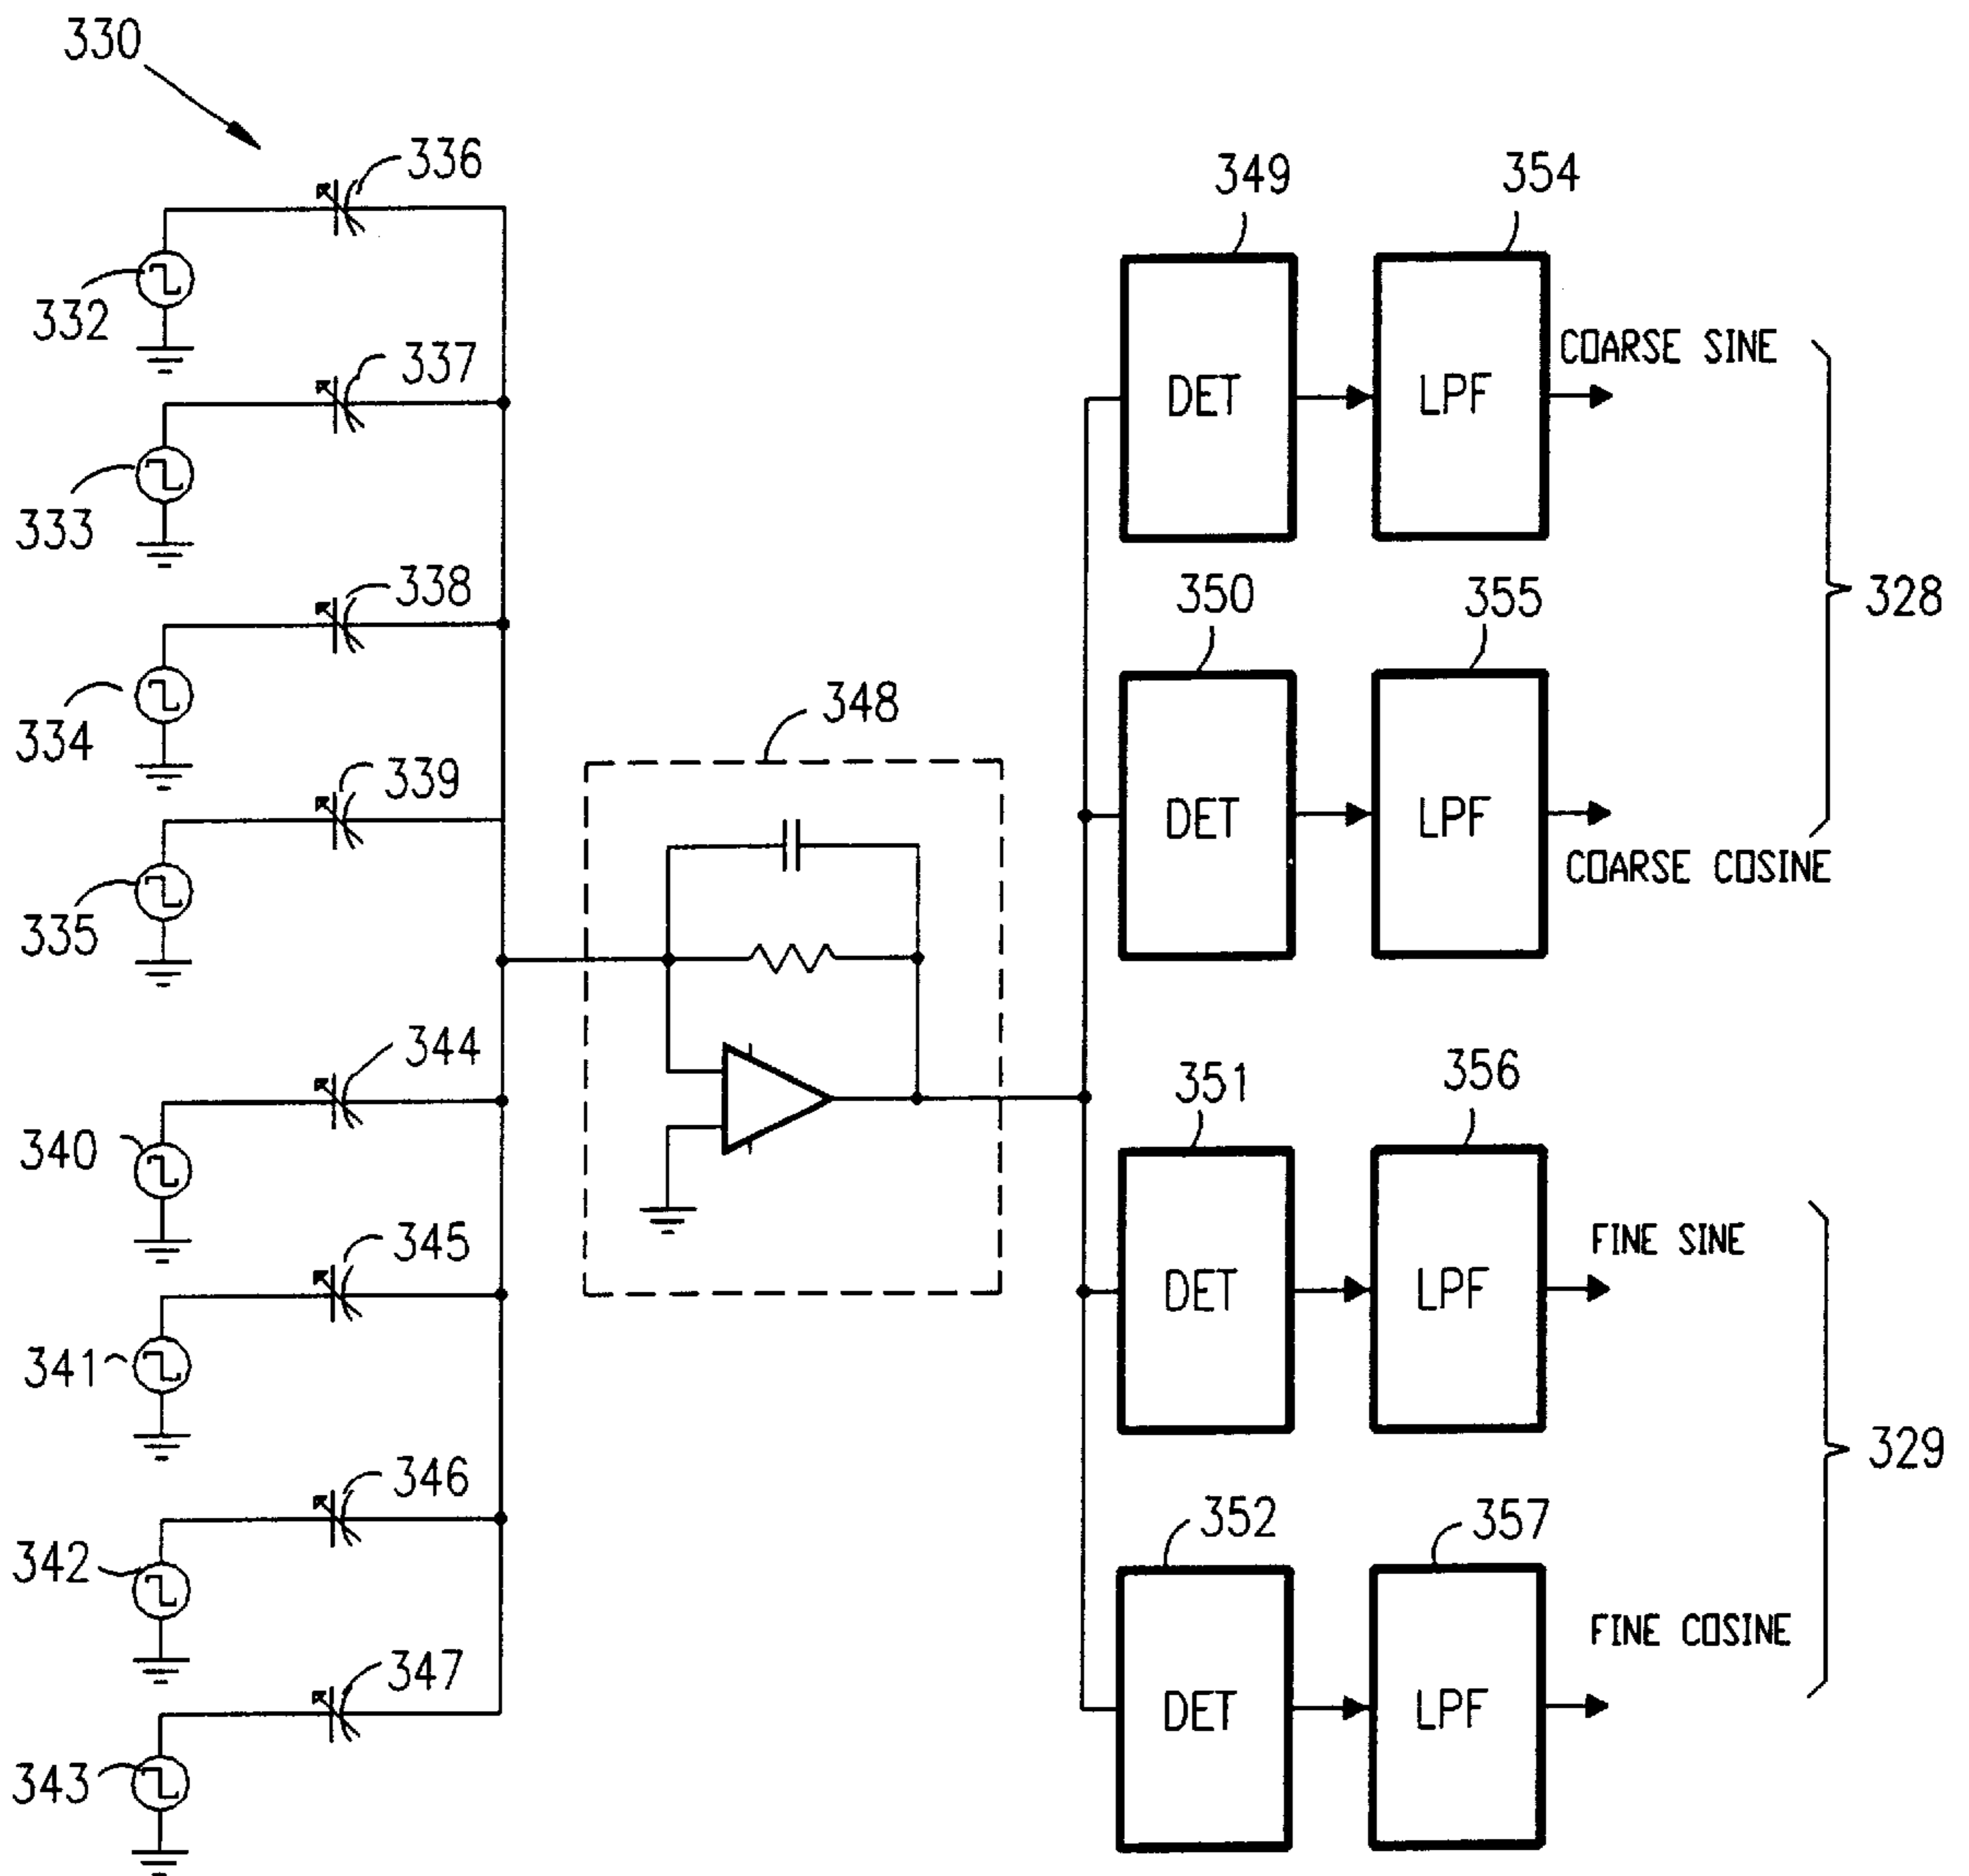 330
336
332
337
333
338
334
339
335
344
340
345
341
346
342
347
343
348
349
354
DET
LPF
COARSE SINE
350
355
DET
LPF
COARSE COSINE
328
351
356
DET
LPF
FINE SINE
352
357
DET
LPF
FINE COSINE
329